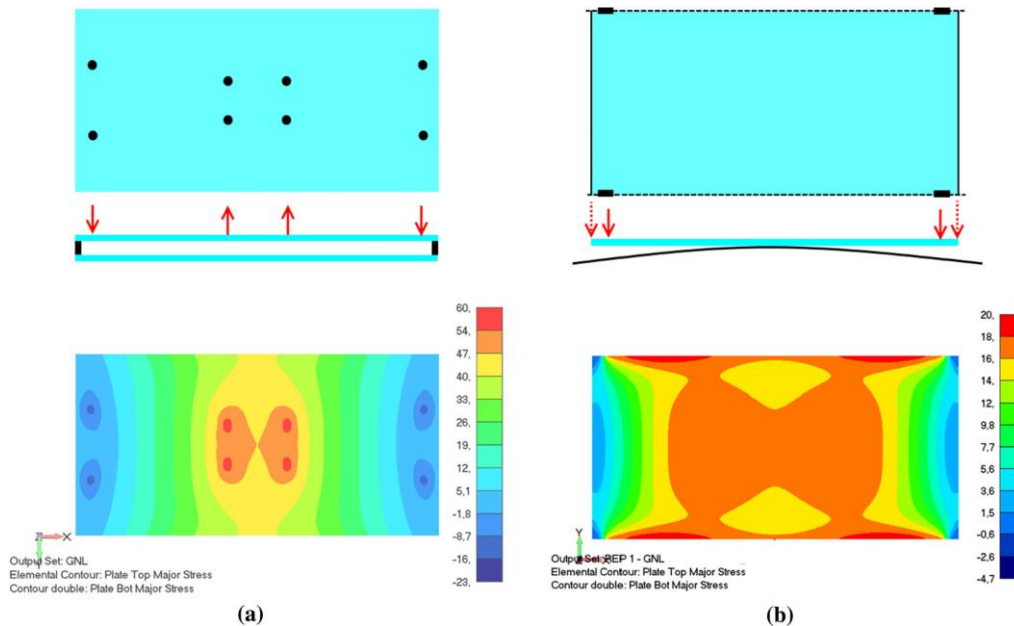 60,
54,
47,
40,
33,
26,
19,
12,
5,1
-1,8
-8,7
-16,
-23,
X
Output Set: GNL
Elemental Contour: Plate Top Major Stress
Contour double: Plate Bot Major Stress
(a)
20,
18,
16,
14,
12,
9,8
7,7
5,6
3,6
1,5
-0,6
-2,6
-4,7
Y
Output Set: REP 1 - GNL
Elemental Contour: Plate Top Major Stress
Contour double: Plate Bot Major Stress
(b)